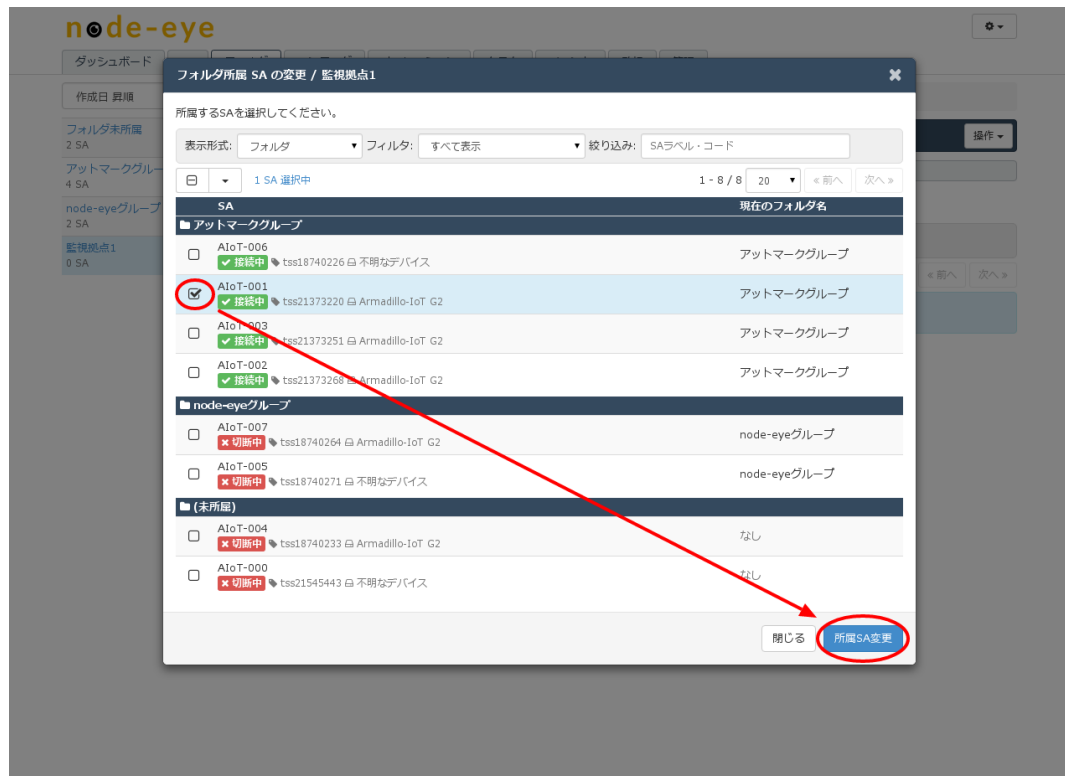 node-eye
ダッシュボード
フォルダ所属 SA の変更 / 監視拠点1
作成日 昇順
所属するSAを選択してください。
フォルダ未所属
2 SA
操作
表示形式: フォルダ フィルタ: すべて表示 絞り込み: SAラベル・コード
アットマークグルー
4 SA
1 SA 選択中
1 - 8 / 8 20 «前へ 次へ»
node-eyeグループ
2 SA
SA 現在のフォルダ名
アットマークグループ
監視拠点1
0 SA
AIoT-006
接続中 tss18740226 不明なデバイス
アットマークグループ
«前へ 次へ»
AIoT-001
接続中 tss21373220 Armadillo-IoT G2
アットマークグループ
AIoT-003
接続中 tss21373251 Armadillo-IoT G2
アットマークグループ
AIoT-002
接続中 tss21373268 Armadillo-IoT G2
アットマークグループ
node-eyeグループ
AIoT-007
切断中 tss18740264 Armadillo-IoT G2
node-eyeグループ
AIoT-005
切断中 tss18740271 不明なデバイス
node-eyeグループ
(未所属)
AIoT-004
切断中 tss18740233 Armadillo-IoT G2
なし
AIoT-000
切断中 tss21545443 不明なデバイス
なし
閉じる 所属SA変更